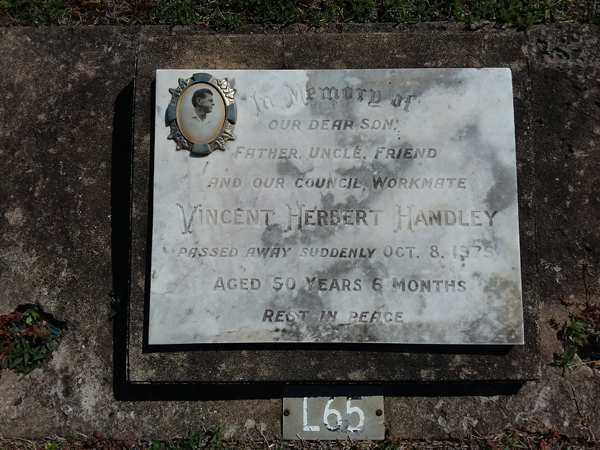 In Memory of
OUR DEAR SON,
FATHER, UNCLE, FRIEND
AND OUR COUNCIL WORKMATE
VINCENT HERBERT HANDLEY
PASSED AWAY SUDDENLY OCT. 8, 1975
AGED 50 YEARS 6 MONTHS
REST IN PEACE
L65